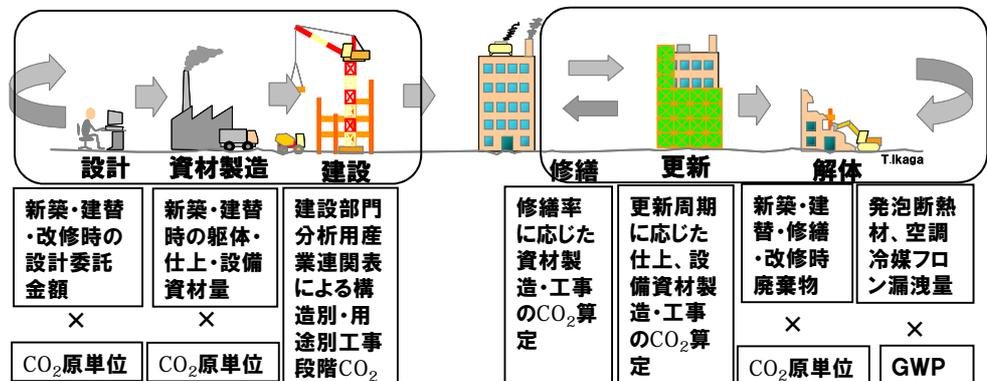 設計
資材製造
建設
修繕
更新
解体
T.Ikaga
新築・建替
・改修時の
設計委託
金額
×
CO₂原単位
新築・建替
時の躯体・
仕上・設備
資材量
×
CO₂原単位
建設部門
分析用産
業連関表
による構
造別・用
途別工事
段階CO₂
修繕率
に応じた
資材製
造・工事
のCO₂算
定
更新周期
に応じた
仕上、設
備資材製
造・工事
のCO₂算
定
新築・建
替・修繕
・改修時
廃棄物
×
CO₂原単位
発泡断熱
材、空調
冷媒フロ
ン漏洩量
×
GWP